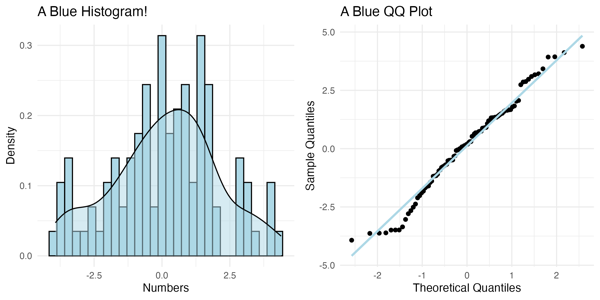 A Blue Histogram!
0.3
0.2
0.1
0.0
Density
-2.5
0.0
2.5
Numbers
A Blue QQ Plot
5.0
2.5
0.0
-2.5
-5.0
Sample Quantiles
-2
-1
0
1
2
Theoretical Quantiles